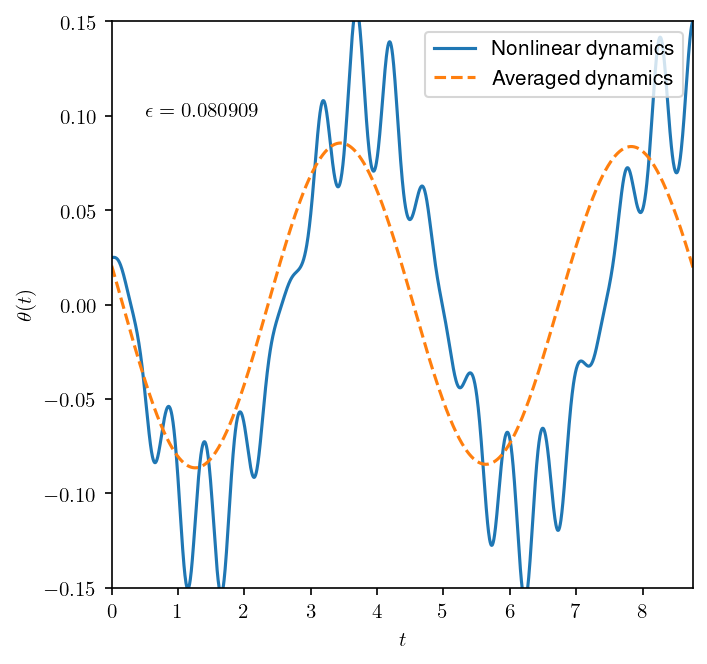 0.15
0.10
0.05
0.00
−0.05
−0.10
−0.15
θ(t)
ϵ = 0.080909
Nonlinear dynamics
Averaged dynamics
0 1 2 3 4 5 6 7 8
t